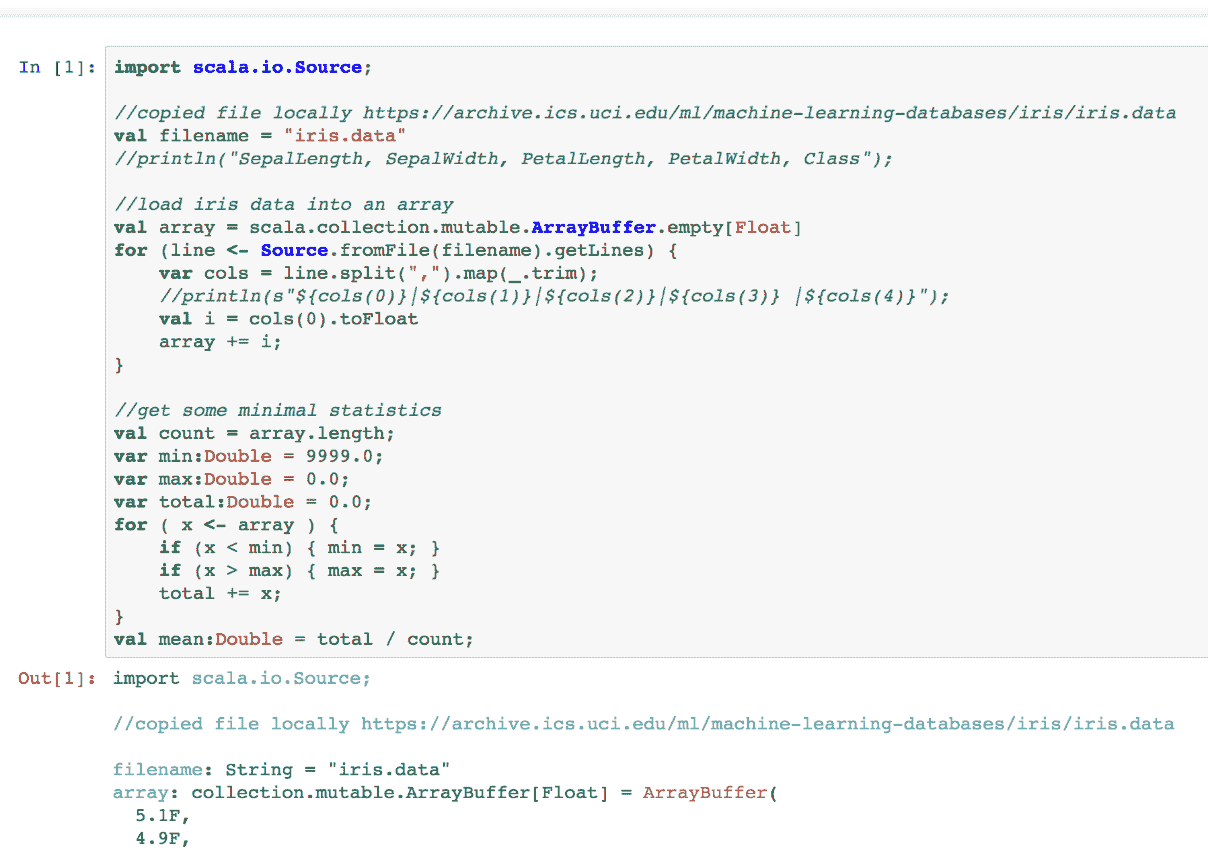 In [1]: import scala.io.Source;
//copied file locally https://archive.ics.uci.edu/ml/machine-learning-databases/iris/iris.data
val filename = "iris.data"
//println("SepalLength, SepalWidth, PetalLength, PetalWidth, Class");
//load iris data into an array
val array = scala.collection.mutable.ArrayBuffer.empty[Float]
for (line <- Source.fromFile(filename).getLines) {
    var cols = line.split(",").map(_.trim);
    //println(s"${cols(0)}|${cols(1)}|${cols(2)}|${cols(3)} |${cols(4)}");
    val i = cols(0).toFloat
    array += i;
}
//get some minimal statistics
val count = array.length;
var min:Double = 9999.0;
var max:Double = 0.0;
var total:Double = 0.0;
for ( x <- array ) {
    if (x < min) { min = x; }
    if (x > max) { max = x; }
    total += x;
}
val mean:Double = total / count;
Out[1]: import scala.io.Source;
//copied file locally https://archive.ics.uci.edu/ml/machine-learning-databases/iris/iris.data
filename: String = "iris.data"
array: collection.mutable.ArrayBuffer[Float] = ArrayBuffer(
  5.1F,
  4.9F,